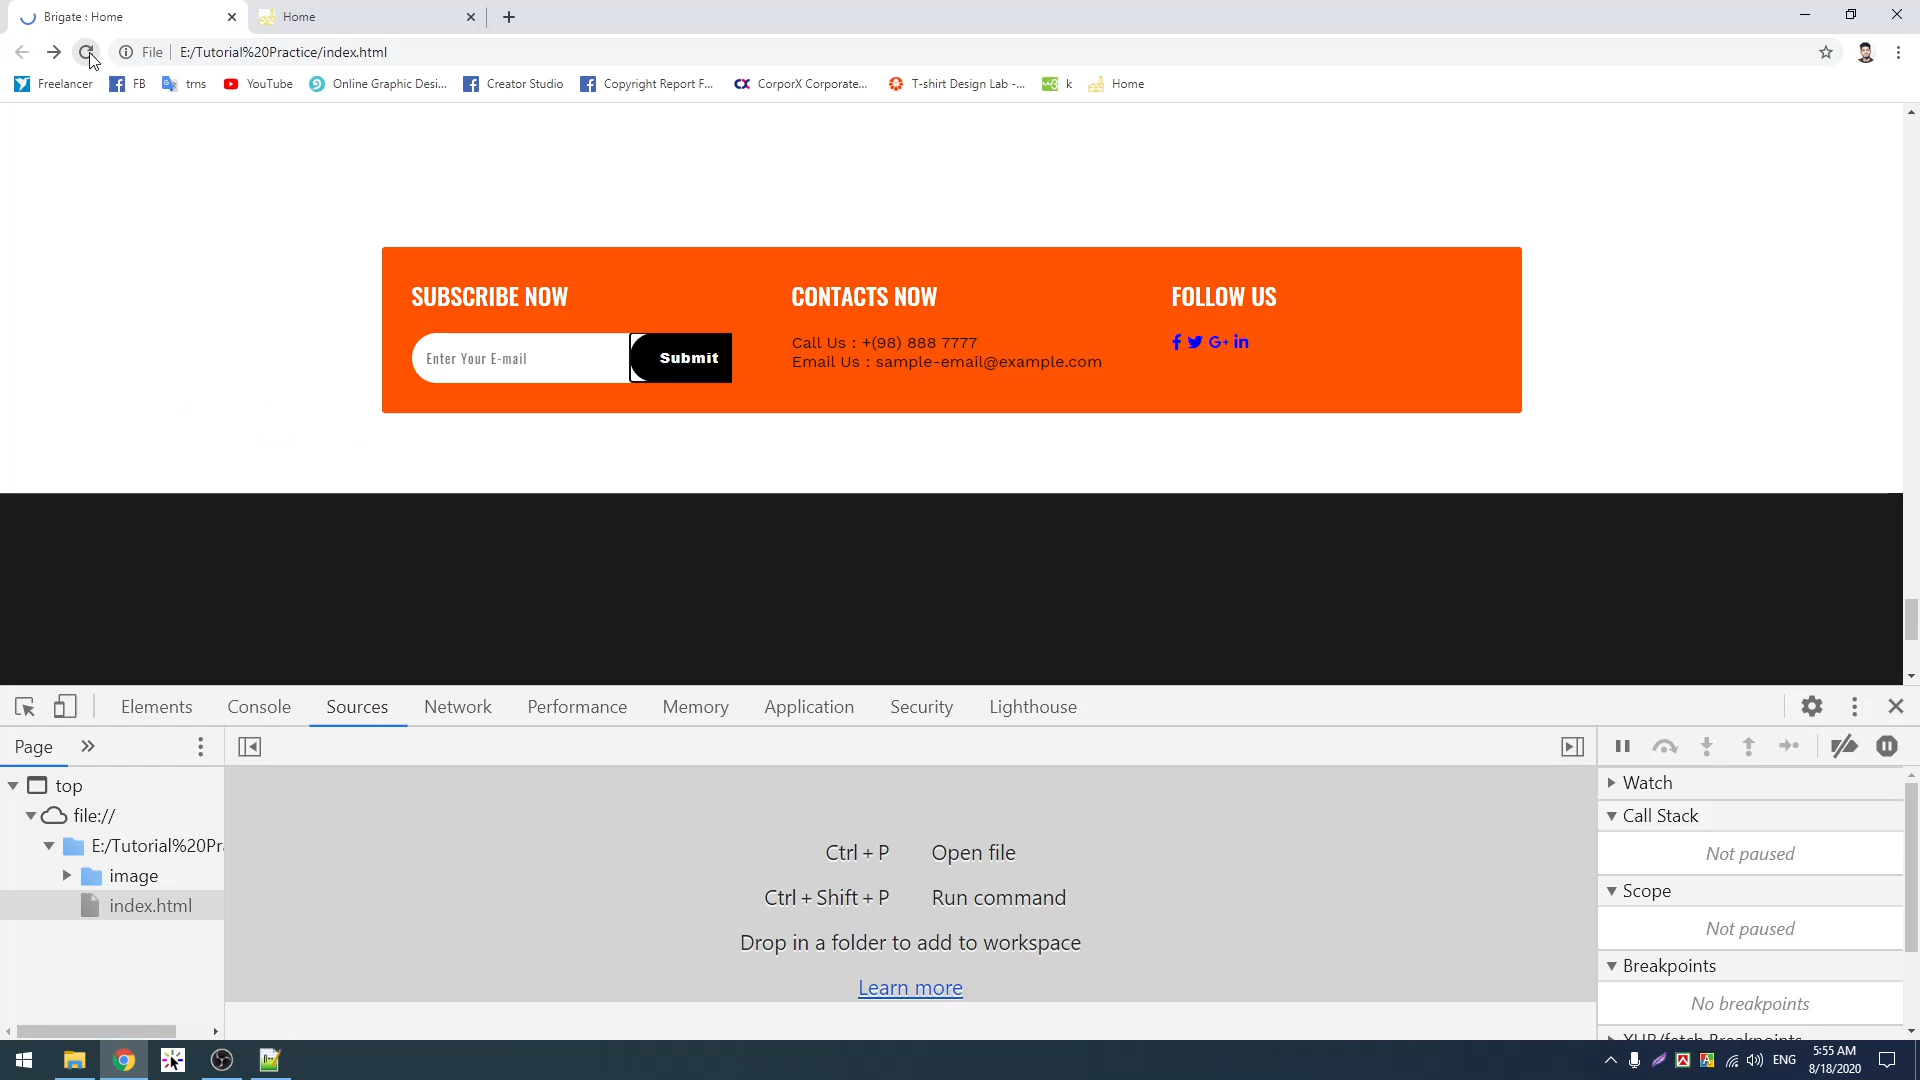 Brigate : Home
Home
File
E:/Tutorial%20Practice/index.html
Freelancer
FB
trns
YouTube
Online Graphic Desi...
Creator Studio
Copyright Report F...
CX CorporX Corporate...
T-shirt Design Lab -...
k
Home
SUBSCRIBE NOW
CONTACTS NOW
FOLLOW US
Enter Your E-mail
Submit
Call Us : +(98) 888 7777
Email Us : sample-email@example.com
Elements
Console
Sources
Network
Performance
Memory
Application
Security
Lighthouse
Page
top
file://
E:/Tutorial%20Pr
image
index.html
Ctrl + P Open file
Ctrl + Shift + P Run command
Drop in a folder to add to workspace
Learn more
Watch
Call Stack
Not paused
Scope
Not paused
Breakpoints
No breakpoints
XHR/fetch Breakpoints
ENG
5:55 AM
8/18/2020